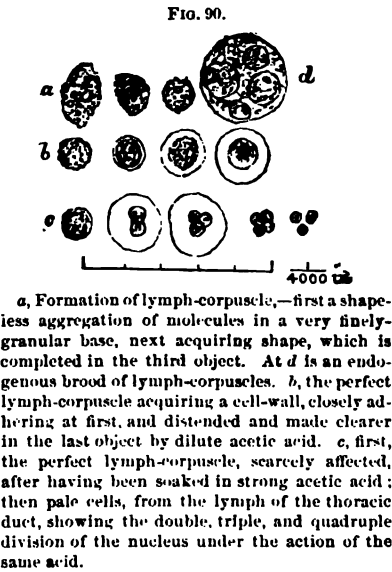 FIG. 90.
a d
b
c
4000
a, Formation of lymph-corpuscle,—first a shape-
less aggregation of molecules in a very finely-
granular base, next acquiring shape, which is
completed in the third object. At d is an endo-
genous brood of lymph-corpuscles. b, the perfect
lymph-corpuscle acquiring a cell-wall, closely ad-
hering at first, and distended and made clearer
in the last object by dilute acetic acid. c, first,
the perfect lymph-corpuscle, scarcely affected,
after having been soaked in strong acetic acid;
then pale cells, from the lymph of the thoracic
duct, showing the double, triple, and quadruple
division of the nucleus under the action of the
same acid.